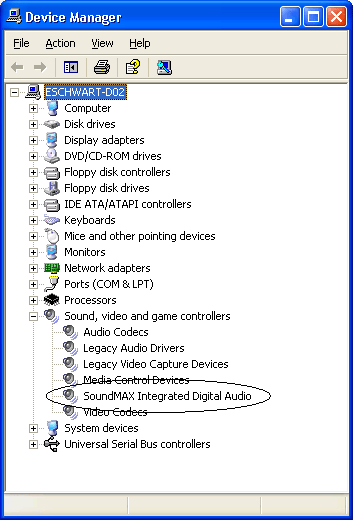 Device Manager
File Action View Help
ESCHWART-D02
Computer
Disk drives
Display adapters
DVD/CD-ROM drives
Floppy disk controllers
Floppy disk drives
IDE ATA/ATAPI controllers
Keyboards
Mice and other pointing devices
Monitors
Network adapters
Ports (COM & LPT)
Processors
Sound, video and game controllers
Audio Codecs
Legacy Audio Drivers
Legacy Video Capture Devices
Media Control Devices
SoundMAX Integrated Digital Audio
Video Codecs
System devices
Universal Serial Bus controllers